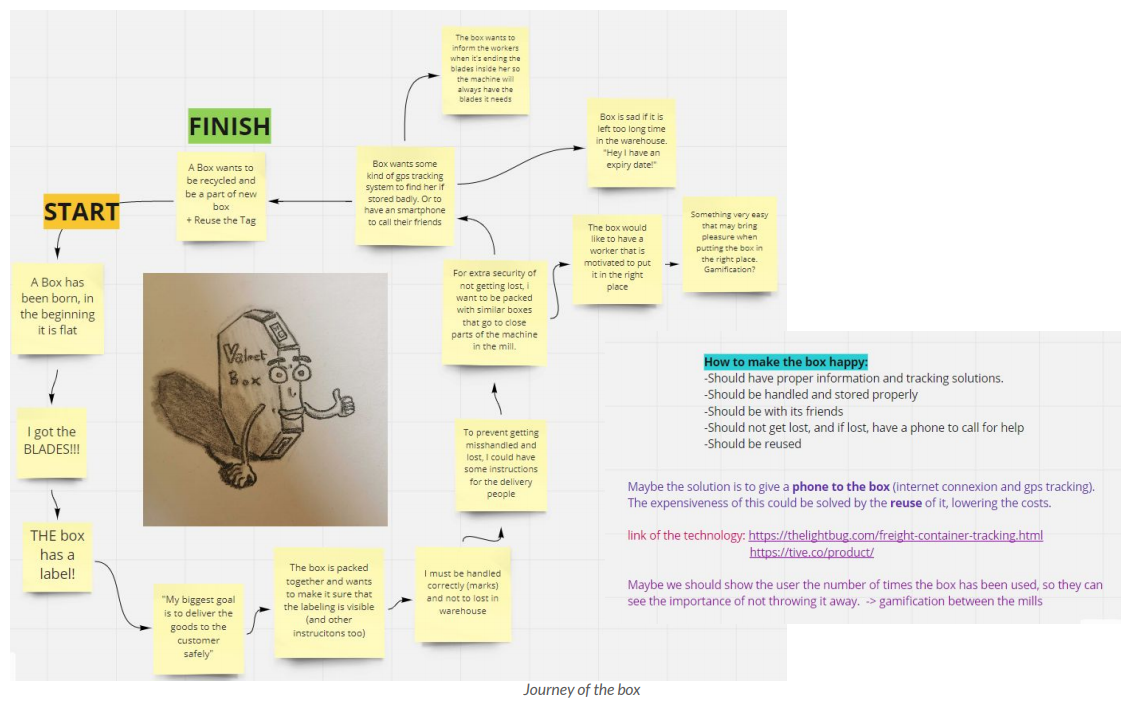 START
A Box has
been born, in
the beginning
it is flat
I got the
BLADES!!!
THE box
has a
label!
"My biggest goal
is to deliver the
goods to the
customer
safely"
The box is packed
together and wants
to make it sure that
the labeling is visible
(and other
instrucitons too)
I must be handled
correctly (marks)
and not to lost in
warehouse
To prevent getting
misshandled and
lost, I could have
some instructions
for the delivery
people
For extra security of
not getting lost, i
want to be packed
with similar boxes
that go to close
parts of the machine
in the mill.
The box would
like to have a
worker that is
motivated to put
it in the right
place
Something very easy
that may bring
pleasure when
putting the box in
the right place.
Gamification?
Box wants some
kind of gps tracking
system to find her if
stored badly. Or to
have an smartphone
to call their friends
The box wants to
inform the workers
when it's ending the
blades inside her so
the machine will
always have the
blades it needs
Box is sad if it is
left too long time
in the warehouse.
"Hey I have an
expiry date!"
FINISH
A Box wants to
be recycled and
be a part of new
box
+ Reuse the Tag
Valmet
Box
How to make the box happy:
-Should have proper information and tracking solutions.
-Should be handled and stored properly
-Should be with its friends
-Should not get lost, and if lost, have a phone to call for help
-Should be reused
Maybe the solution is to give a phone to the box (internet connexion and gps tracking).
The expensiveness of this could be solved by the reuse of it, lowering the costs.
link of the technology: https://thelightbug.com/freight-container-tracking.html
https://tive.co/product/
Maybe we should show the user the number of times the box has been used, so they can
see the importance of not throwing it away. -> gamification between the mills
Journey of the box